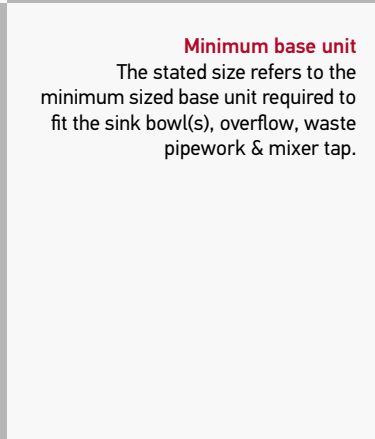 Minimum base unit
The stated size refers to the
minimum sized base unit required to
fit the sink bowl(s), overflow, waste
pipework & mixer tap.